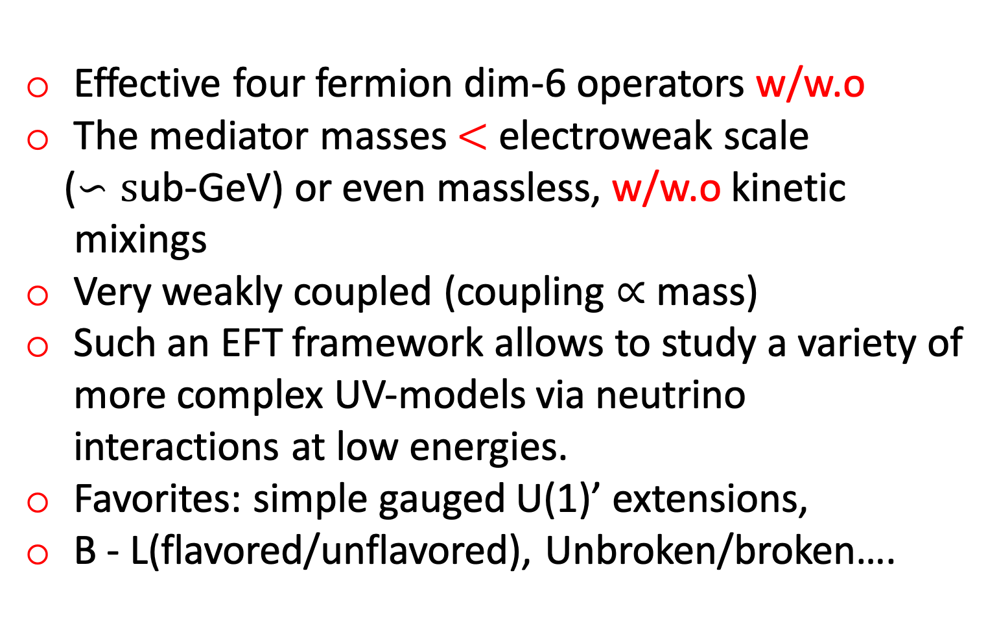 ○ Effective four fermion dim-6 operators w/w.o
○ The mediator masses < electroweak scale
(∽ sub-GeV) or even massless, w/w.o kinetic
mixings
○ Very weakly coupled (coupling ∝ mass)
○ Such an EFT framework allows to study a variety of
more complex UV-models via neutrino
interactions at low energies.
○ Favorites: simple gauged U(1)’ extensions,
○ B - L(flavored/unflavored), Unbroken/broken....